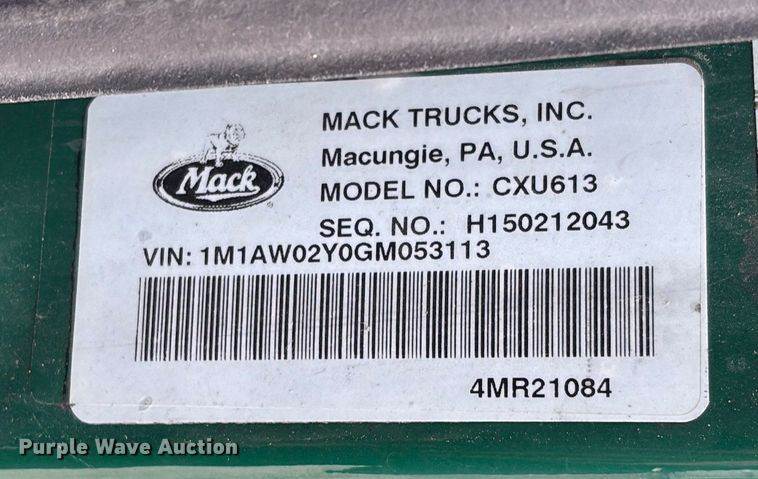 MACK TRUCKS, INC.
Macungie, PA, U.S.A.
Mack
MODEL NO.: CXU613
SEQ. NO.: H150212043
VIN: 1M1AW02Y0GM053113
4MR21084
Purple Wave Auction